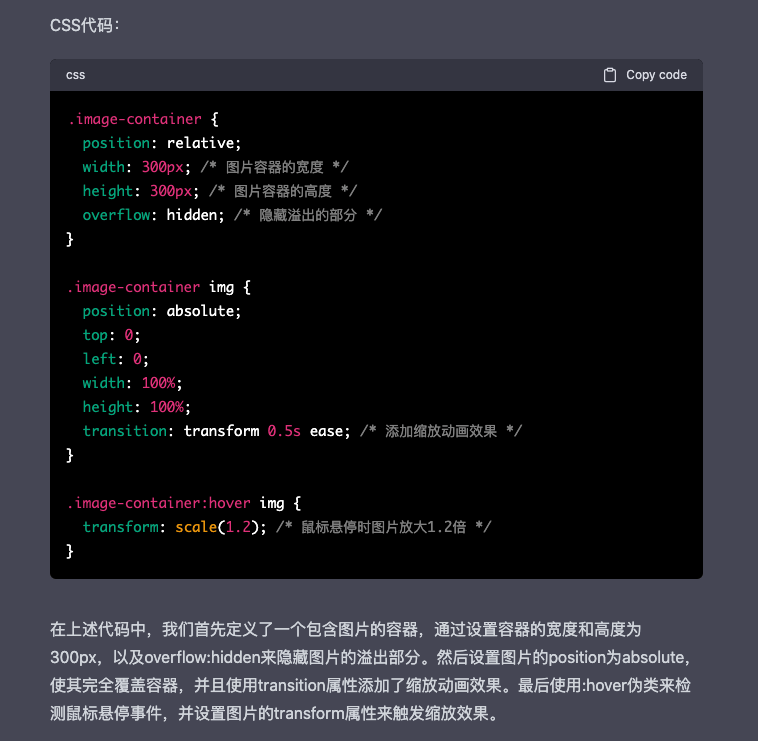 CSS代码：
css
Copy code
.image-container {
  position: relative;
  width: 300px; /* 图片容器的宽度 */
  height: 300px; /* 图片容器的高度 */
  overflow: hidden; /* 隐藏溢出的部分 */
}
.image-container img {
  position: absolute;
  top: 0;
  left: 0;
  width: 100%;
  height: 100%;
  transition: transform 0.5s ease; /* 添加缩放动画效果 */
}
.image-container:hover img {
  transform: scale(1.2); /* 鼠标悬停时图片放大1.2倍 */
}
在上述代码中，我们首先定义了一个包含图片的容器，通过设置容器的宽度和高度为
300px，以及overflow:hidden来隐藏图片的溢出部分。然后设置图片的position为absolute，
使其完全覆盖容器，并且使用transition属性添加了缩放动画效果。最后使用:hover伪类来检
测鼠标悬停事件，并设置图片的transform属性来触发缩放效果。